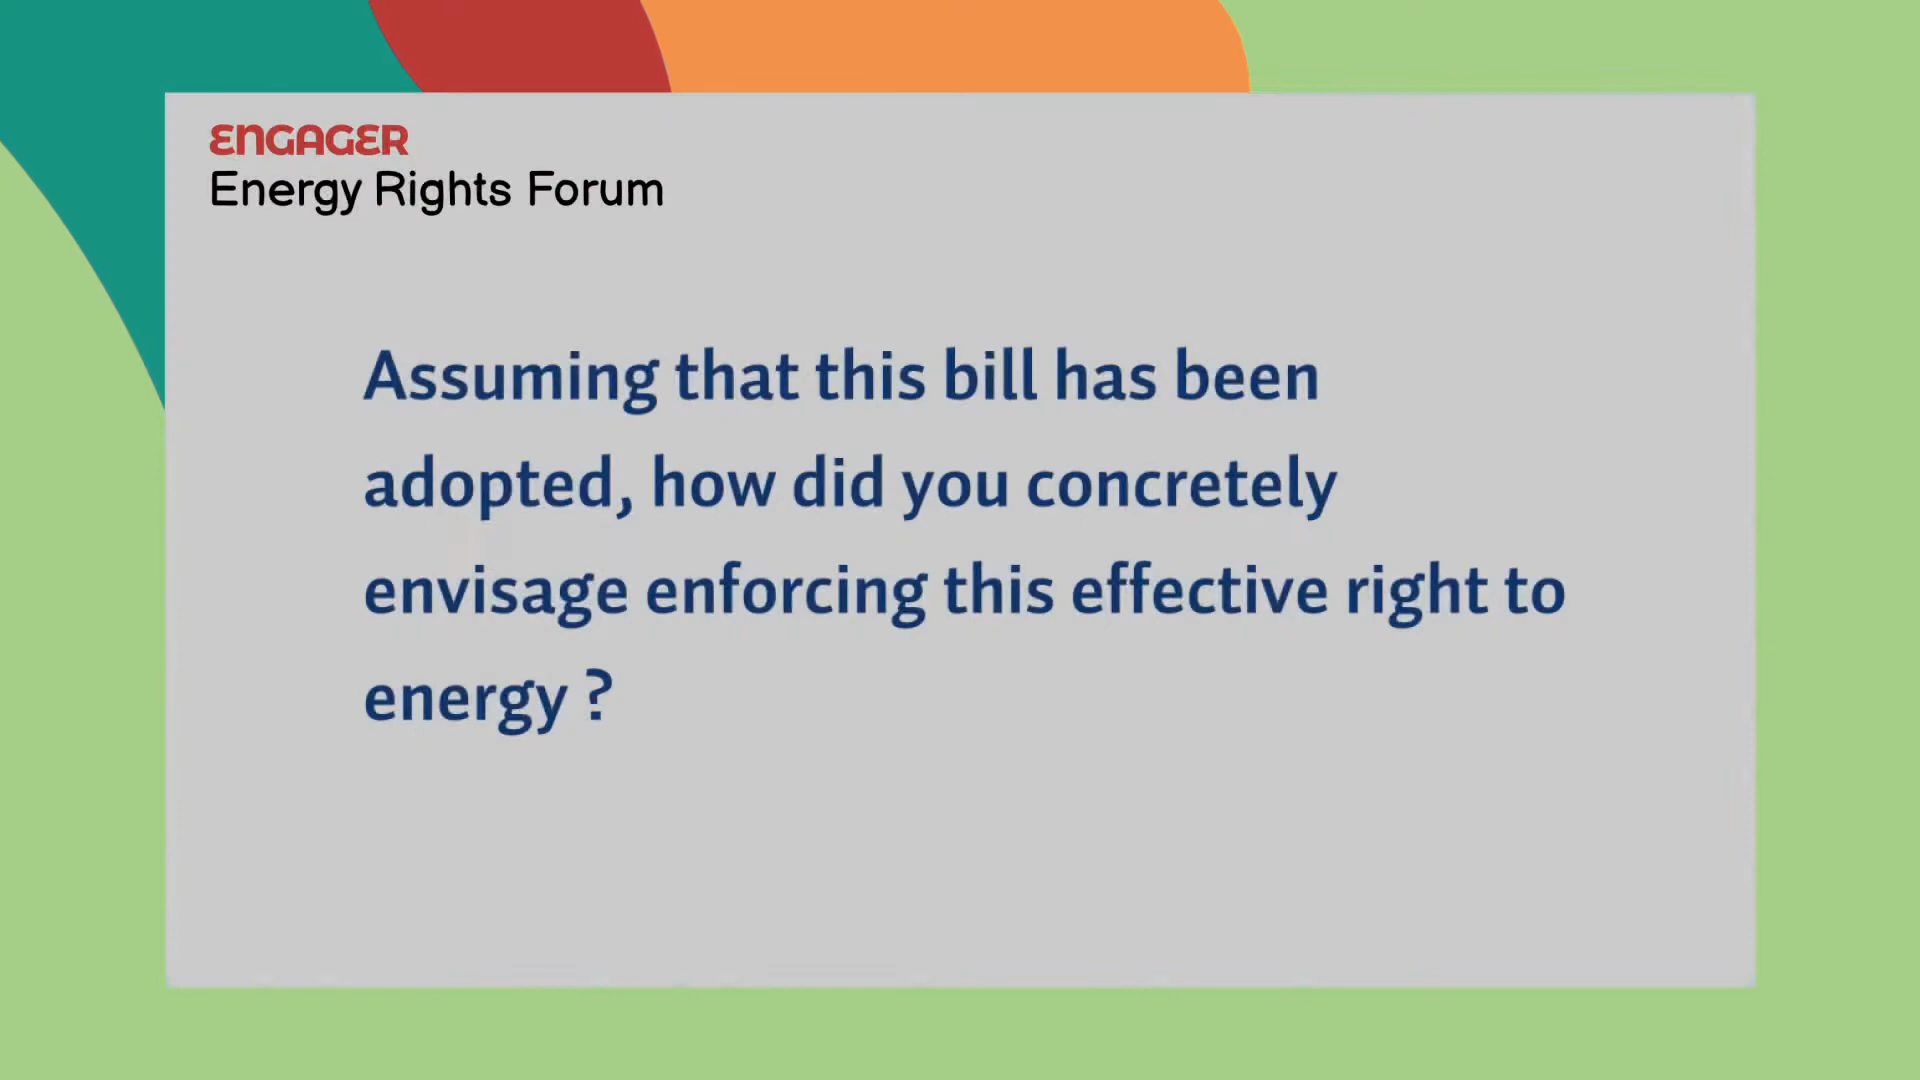 ENGAGER
Energy Rights Forum
Assuming that this bill has been
adopted, how did you concretely
envisage enforcing this effective right to
energy ?